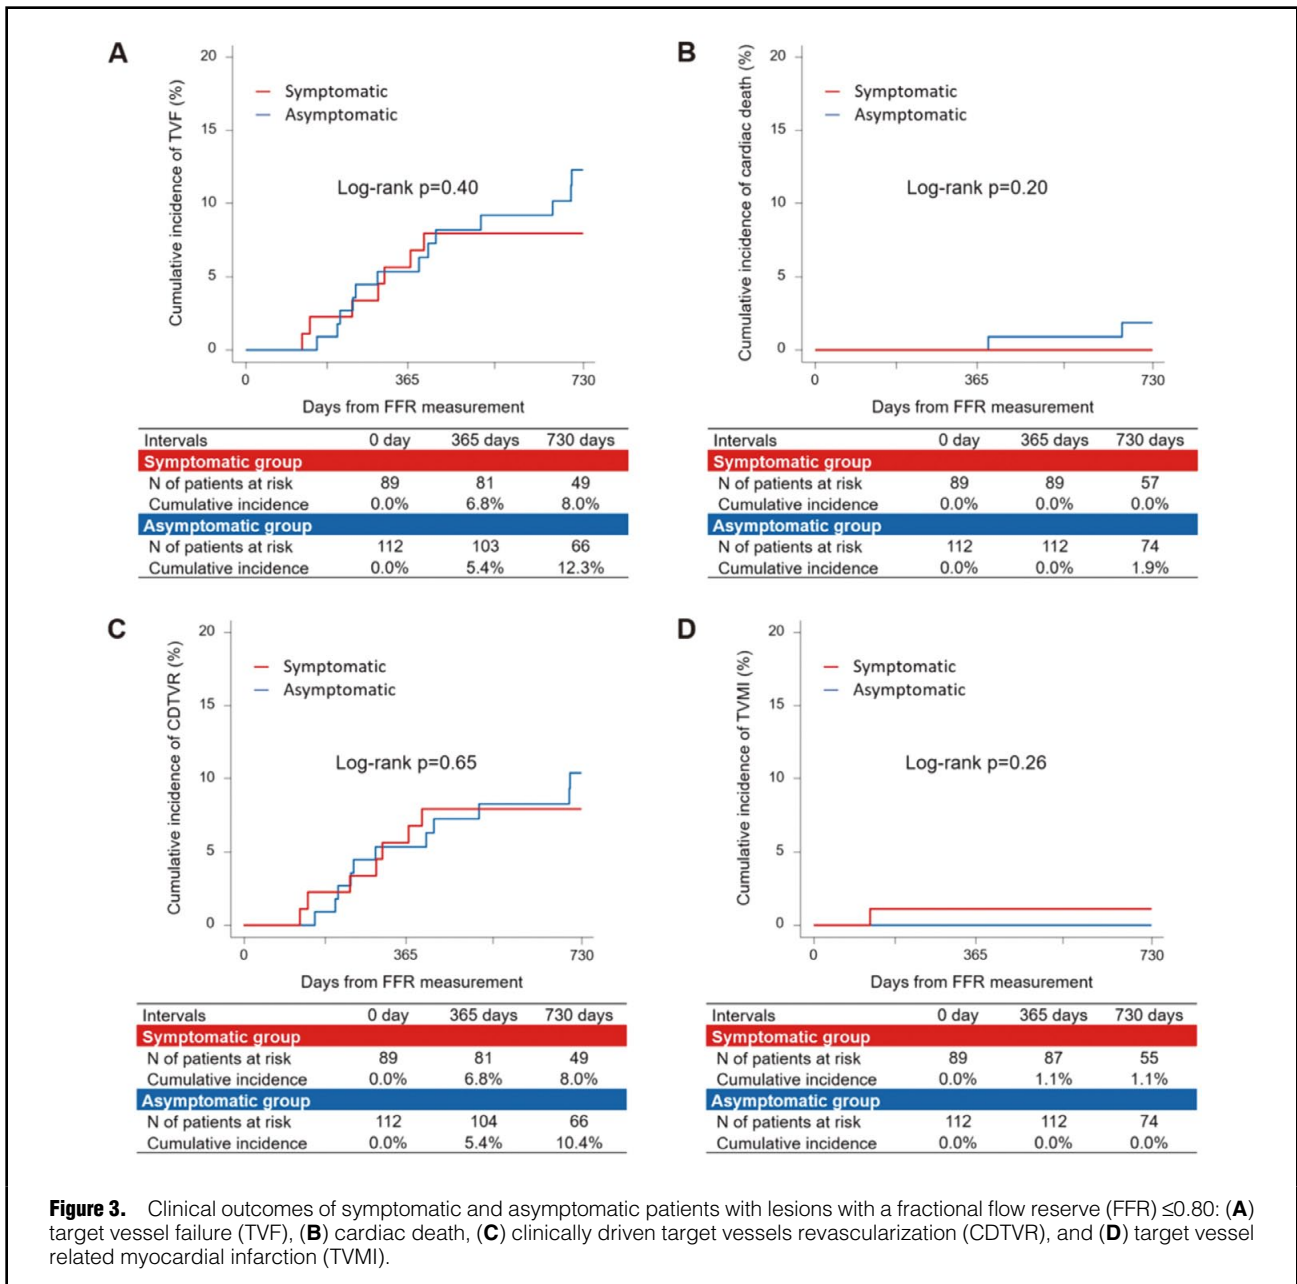 A
Cumulative incidence of TVF (%)
20
15
10
5
0
Symptomatic
Asymptomatic
Log-rank p=0.40
0 365 730
Days from FFR measurement
Intervals 0 day 365 days 730 days
Symptomatic group
N of patients at risk 89 81 49
Cumulative incidence 0.0% 6.8% 8.0%
Asymptomatic group
N of patients at risk 112 103 66
Cumulative incidence 0.0% 5.4% 12.3%
B
Cumulative incidence of cardiac death (%)
20
15
10
5
0
Symptomatic
Asymptomatic
Log-rank p=0.20
0 365 730
Days from FFR measurement
Intervals 0 day 365 days 730 days
Symptomatic group
N of patients at risk 89 89 57
Cumulative incidence 0.0% 0.0% 0.0%
Asymptomatic group
N of patients at risk 112 112 74
Cumulative incidence 0.0% 0.0% 1.9%
C
Cumulative incidence of CDTVR (%)
20
15
10
5
0
Symptomatic
Asymptomatic
Log-rank p=0.65
0 365 730
Days from FFR measurement
Intervals 0 day 365 days 730 days
Symptomatic group
N of patients at risk 89 81 49
Cumulative incidence 0.0% 6.8% 8.0%
Asymptomatic group
N of patients at risk 112 104 66
Cumulative incidence 0.0% 5.4% 10.4%
D
Cumulative incidence of TVMI (%)
20
15
10
5
0
Symptomatic
Asymptomatic
Log-rank p=0.26
0 365 730
Days from FFR measurement
Intervals 0 day 365 days 730 days
Symptomatic group
N of patients at risk 89 87 55
Cumulative incidence 0.0% 1.1% 1.1%
Asymptomatic group
N of patients at risk 112 112 74
Cumulative incidence 0.0% 0.0% 0.0%
Figure 3. Clinical outcomes of symptomatic and asymptomatic patients with lesions with a fractional flow reserve (FFR) ≤0.80: (A)
target vessel failure (TVF), (B) cardiac death, (C) clinically driven target vessels revascularization (CDTVR), and (D) target vessel
related myocardial infarction (TVMI).